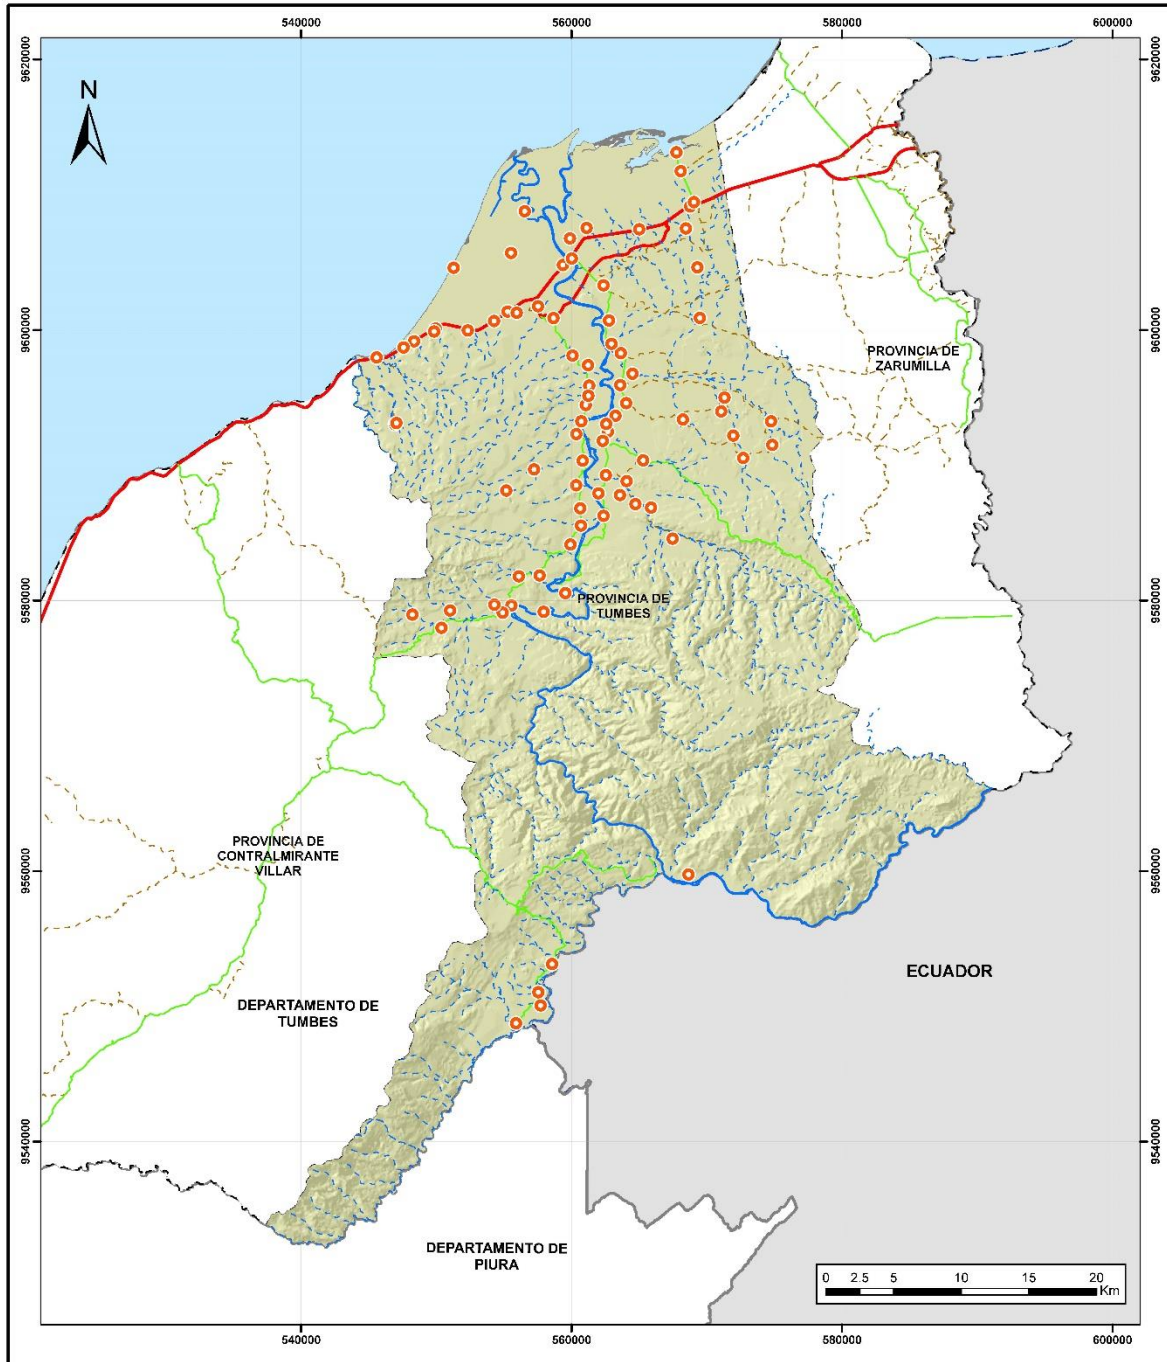 540000
560000
580000
600000
9620000
9620000
N
9600000
9600000
PROVINCIA DE
ZARUMILLA
9580000
9580000
PROVINCIA DE
TUMBES
PROVINCIA DE
CONTRALMIRANTE
VILLAR
9560000
9560000
ECUADOR
DEPARTAMENTO DE
TUMBES
9540000
9540000
DEPARTAMENTO DE
PIURA
0 2.5 5 10 15 20
Km
540000
560000
580000
600000